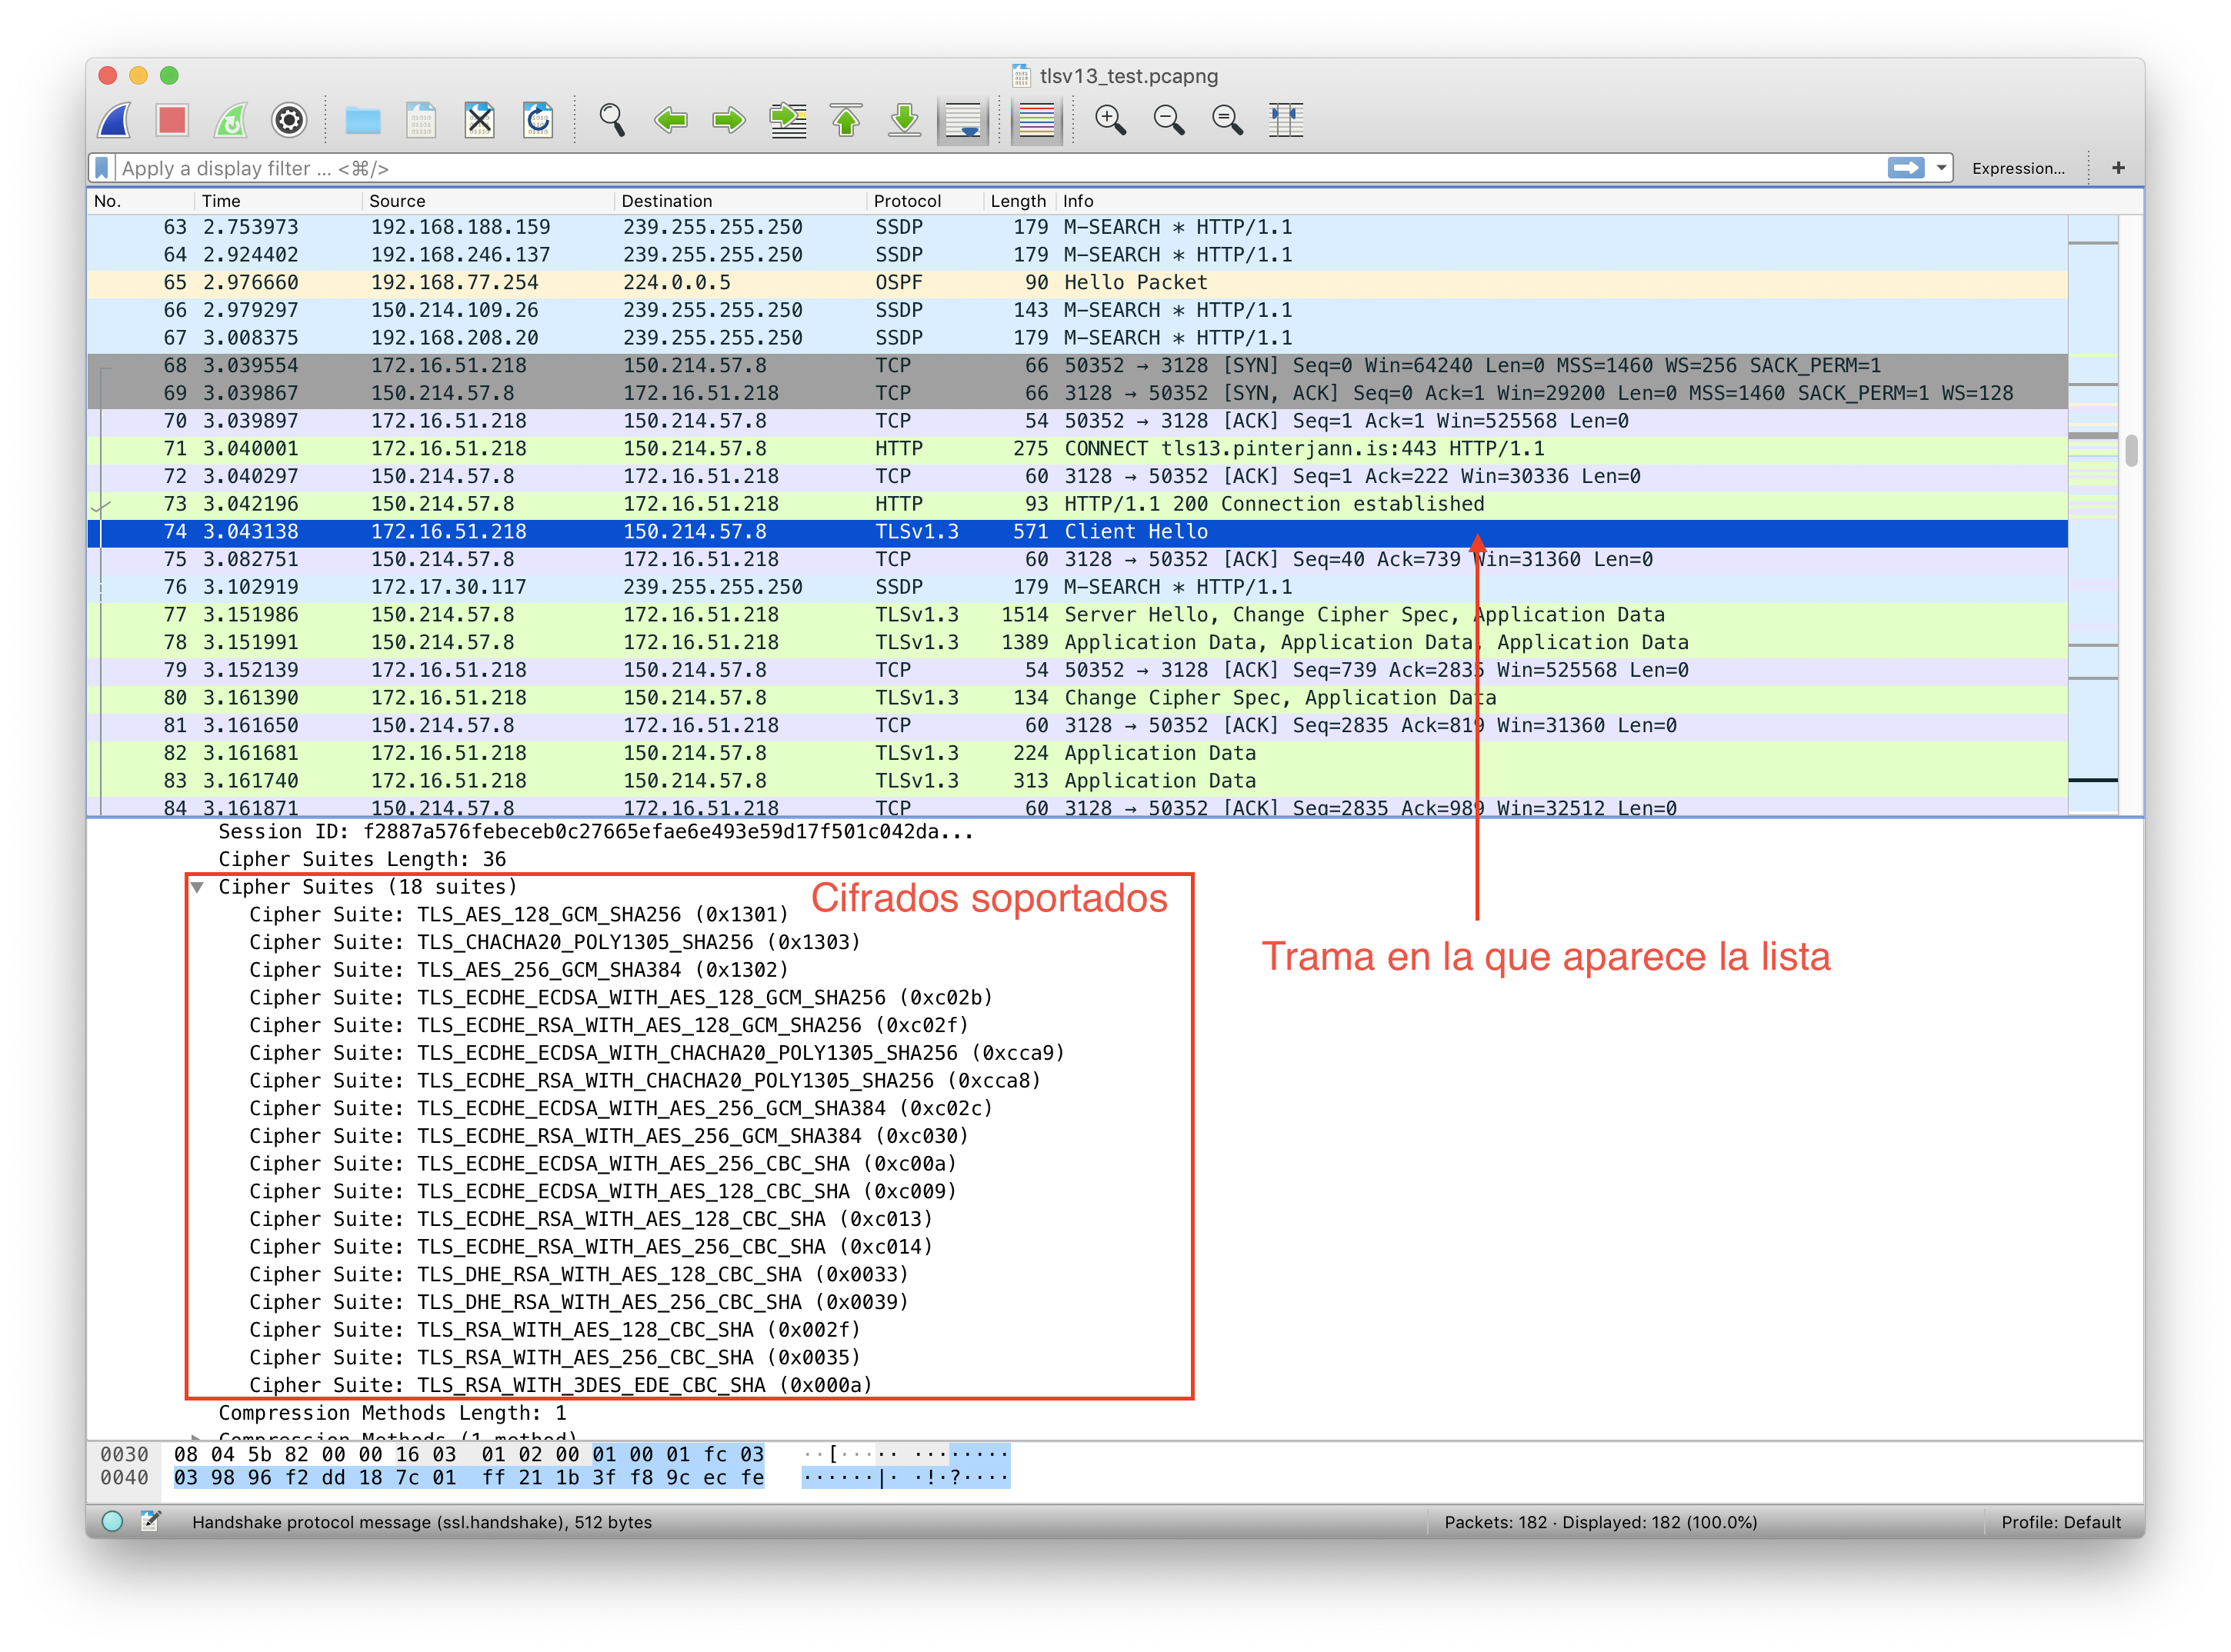 tlsv13_test.pcapng
Apply a display filter ... <⌘/>
Expression...
+
No. Time Source Destination Protocol Length Info
63 2.753973 192.168.188.159 239.255.255.250 SSDP 179 M-SEARCH * HTTP/1.1
64 2.924402 192.168.246.137 239.255.255.250 SSDP 179 M-SEARCH * HTTP/1.1
65 2.976660 192.168.77.254 224.0.0.5 OSPF 90 Hello Packet
66 2.979297 150.214.109.26 239.255.255.250 SSDP 143 M-SEARCH * HTTP/1.1
67 3.008375 192.168.208.20 239.255.255.250 SSDP 179 M-SEARCH * HTTP/1.1
68 3.039554 172.16.51.218 150.214.57.8 TCP 66 50352 → 3128 [SYN] Seq=0 Win=64240 Len=0 MSS=1460 WS=256 SACK_PERM=1
69 3.039867 150.214.57.8 172.16.51.218 TCP 66 3128 → 50352 [SYN, ACK] Seq=0 Ack=1 Win=29200 Len=0 MSS=1460 SACK_PERM=1 WS=128
70 3.039897 172.16.51.218 150.214.57.8 TCP 54 50352 → 3128 [ACK] Seq=1 Ack=1 Win=525568 Len=0
71 3.040001 172.16.51.218 150.214.57.8 HTTP 275 CONNECT tls13.pinterjann.is:443 HTTP/1.1
72 3.040297 150.214.57.8 172.16.51.218 TCP 60 3128 → 50352 [ACK] Seq=1 Ack=222 Win=30336 Len=0
73 3.042196 150.214.57.8 172.16.51.218 HTTP 93 HTTP/1.1 200 Connection established
74 3.043138 172.16.51.218 150.214.57.8 TLSv1.3 571 Client Hello
75 3.082751 150.214.57.8 172.16.51.218 TCP 60 3128 → 50352 [ACK] Seq=40 Ack=739 Win=31360 Len=0
76 3.102919 172.17.30.117 239.255.255.250 SSDP 179 M-SEARCH * HTTP/1.1
77 3.151986 150.214.57.8 172.16.51.218 TLSv1.3 1514 Server Hello, Change Cipher Spec, Application Data
78 3.151991 150.214.57.8 172.16.51.218 TLSv1.3 1389 Application Data, Application Data, Application Data
79 3.152139 172.16.51.218 150.214.57.8 TCP 54 50352 → 3128 [ACK] Seq=739 Ack=2835 Win=525568 Len=0
80 3.161390 172.16.51.218 150.214.57.8 TLSv1.3 134 Change Cipher Spec, Application Data
81 3.161650 150.214.57.8 172.16.51.218 TCP 60 3128 → 50352 [ACK] Seq=2835 Ack=819 Win=31360 Len=0
82 3.161681 172.16.51.218 150.214.57.8 TLSv1.3 224 Application Data
83 3.161740 172.16.51.218 150.214.57.8 TLSv1.3 313 Application Data
84 3.161871 150.214.57.8 172.16.51.218 TCP 60 3128 → 50352 [ACK] Seq=2835 Ack=989 Win=32512 Len=0
Session ID: f2887a576febeceb0c27665efae6e493e59d17f501c042da...
Cipher Suites Length: 36
Cipher Suites (18 suites)
Cifrados soportados
Cipher Suite: TLS_AES_128_GCM_SHA256 (0x1301)
Cipher Suite: TLS_CHACHA20_POLY1305_SHA256 (0x1303)
Trama en la que aparece la lista
Cipher Suite: TLS_AES_256_GCM_SHA384 (0x1302)
Cipher Suite: TLS_ECDHE_ECDSA_WITH_AES_128_GCM_SHA256 (0xc02b)
Cipher Suite: TLS_ECDHE_RSA_WITH_AES_128_GCM_SHA256 (0xc02f)
Cipher Suite: TLS_ECDHE_ECDSA_WITH_CHACHA20_POLY1305_SHA256 (0xcca9)
Cipher Suite: TLS_ECDHE_RSA_WITH_CHACHA20_POLY1305_SHA256 (0xcca8)
Cipher Suite: TLS_ECDHE_ECDSA_WITH_AES_256_GCM_SHA384 (0xc02c)
Cipher Suite: TLS_ECDHE_RSA_WITH_AES_256_GCM_SHA384 (0xc030)
Cipher Suite: TLS_ECDHE_ECDSA_WITH_AES_256_CBC_SHA (0xc00a)
Cipher Suite: TLS_ECDHE_ECDSA_WITH_AES_128_CBC_SHA (0xc009)
Cipher Suite: TLS_ECDHE_RSA_WITH_AES_128_CBC_SHA (0xc013)
Cipher Suite: TLS_ECDHE_RSA_WITH_AES_256_CBC_SHA (0xc014)
Cipher Suite: TLS_DHE_RSA_WITH_AES_128_CBC_SHA (0x0033)
Cipher Suite: TLS_DHE_RSA_WITH_AES_256_CBC_SHA (0x0039)
Cipher Suite: TLS_RSA_WITH_AES_128_CBC_SHA (0x002f)
Cipher Suite: TLS_RSA_WITH_AES_256_CBC_SHA (0x0035)
Cipher Suite: TLS_RSA_WITH_3DES_EDE_CBC_SHA (0x000a)
Compression Methods Length: 1
Compression Methods (1 method)
0030 08 04 5b 82 00 00 16 03 01 02 00 01 00 01 fc 03 ··[····· ········
0040 03 98 96 f2 dd 18 7c 01 ff 21 1b 3f f8 9c ec fe ······|· ·!·?····
Handshake protocol message (ssl.handshake), 512 bytes
Packets: 182 · Displayed: 182 (100.0%)
Profile: Default